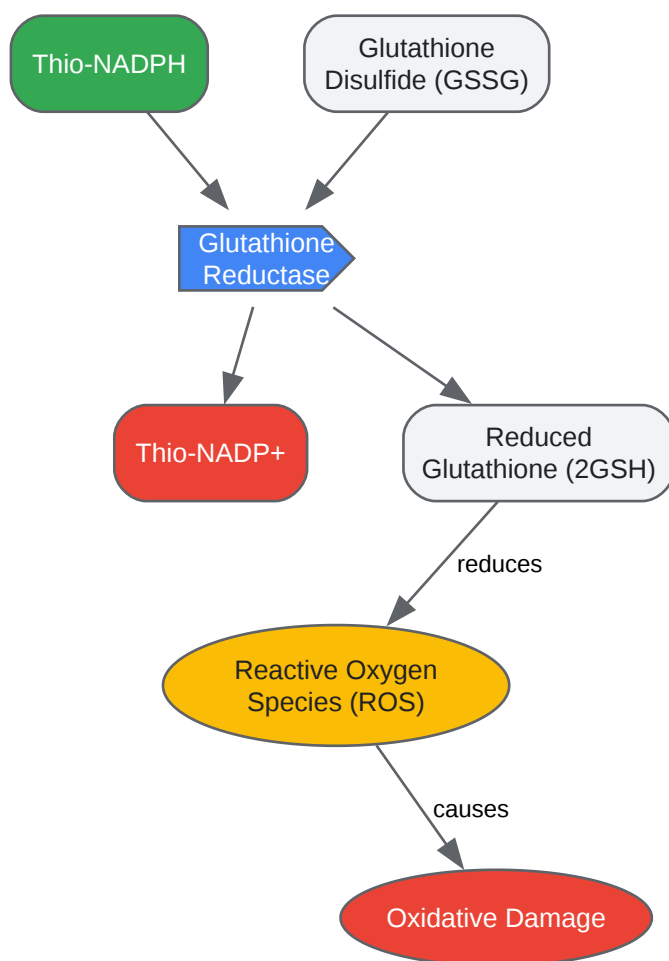 Thio-NADPH
Glutathione
Disulfide (GSSG)
Glutathione
Reductase
Thio-NADP+
Reduced
Glutathione (2GSH)
reduces
Reactive Oxygen
Species (ROS)
causes
Oxidative Damage